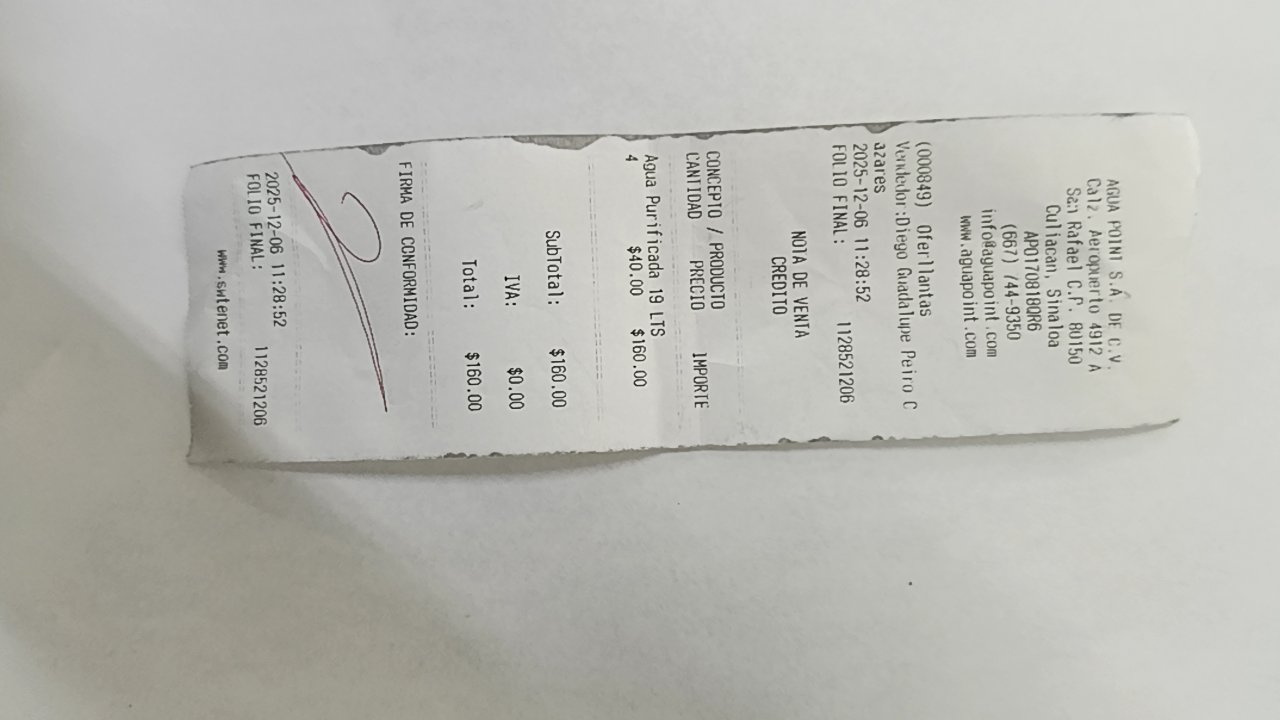 AGUA POINT S.A. DE C.V.
Calz. Aeropuerto 4912 A
San Rafael C.P. 80150
Culiacan, Sinaloa
APO170818QR6
(667) 744-9350
info@aguapoint.com
www.aguapoint.com
(000849) Oferllantas
Vendedor:Diego Guadalupe Peiro C
azares
2025-12-06 11:28:52
FOLIO FINAL: 1128521206
NOTA DE VENTA
CREDITO
CONCEPTO / PRODUCTO
CANTIDAD PRECIO IMPORTE
Agua Purificada 19 LTS
4 $40.00 $160.00
SubTotal: $160.00
IVA: $0.00
Total: $160.00
FIRMA DE CONFORMIDAD:
2025-12-06 11:28:52
FOLIO FINAL: 1128521206
www.swtenet.com